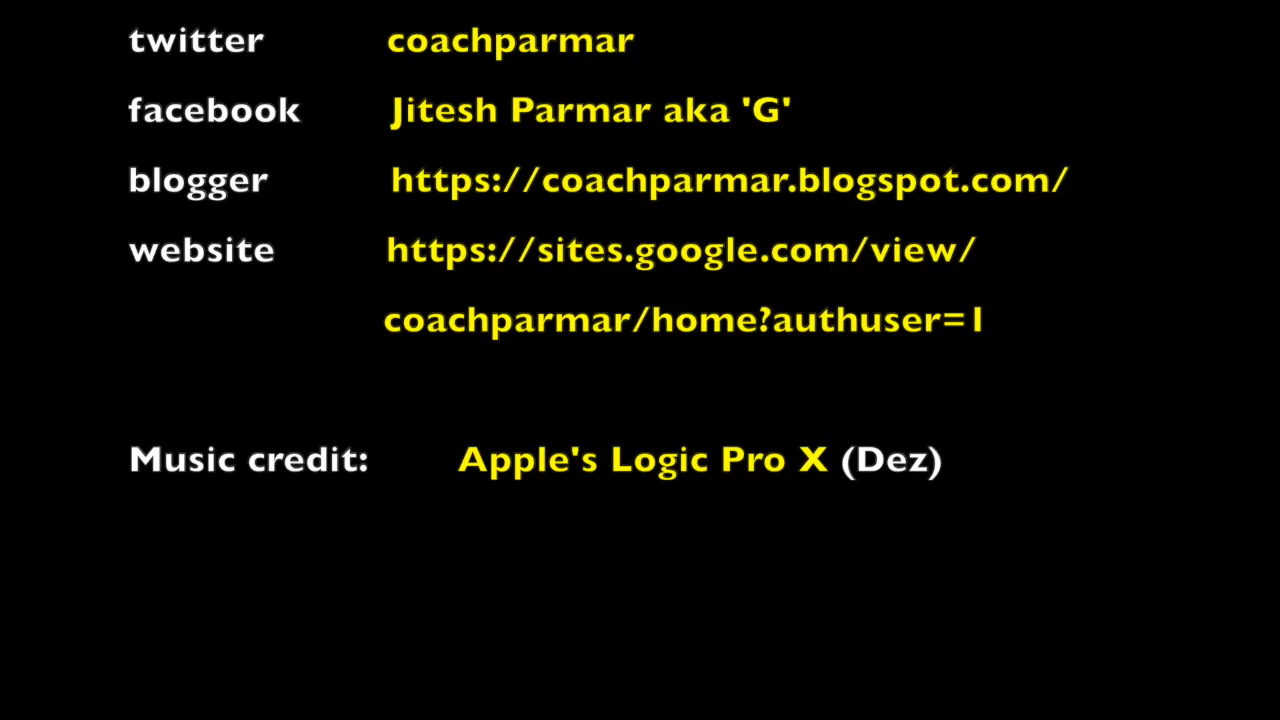 twitter coachparmar
facebook Jitesh Parmar aka 'G'
blogger https://coachparmar.blogspot.com/
website https://sites.google.com/view/
coachparmar/home?authuser=1
Music credit: Apple's Logic Pro X (Dez)